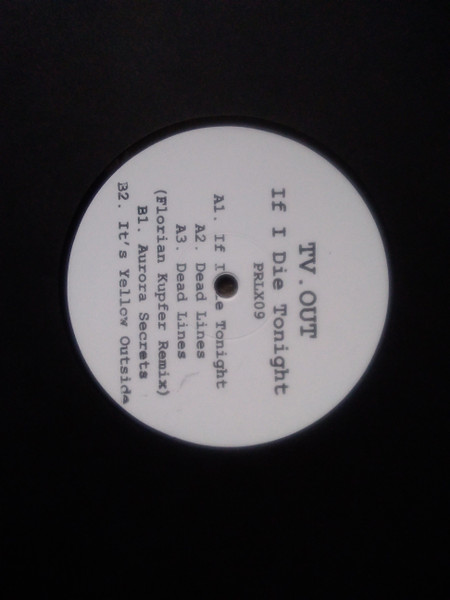 TV.OUT
If I Die Tonight
PRLX09
A1. If I Die Tonight
A2. Dead Lines
A3. Dead Lines
(Florian Kupfer Remix)
B1. Aurora Secrets
B2. It's Yellow Outside